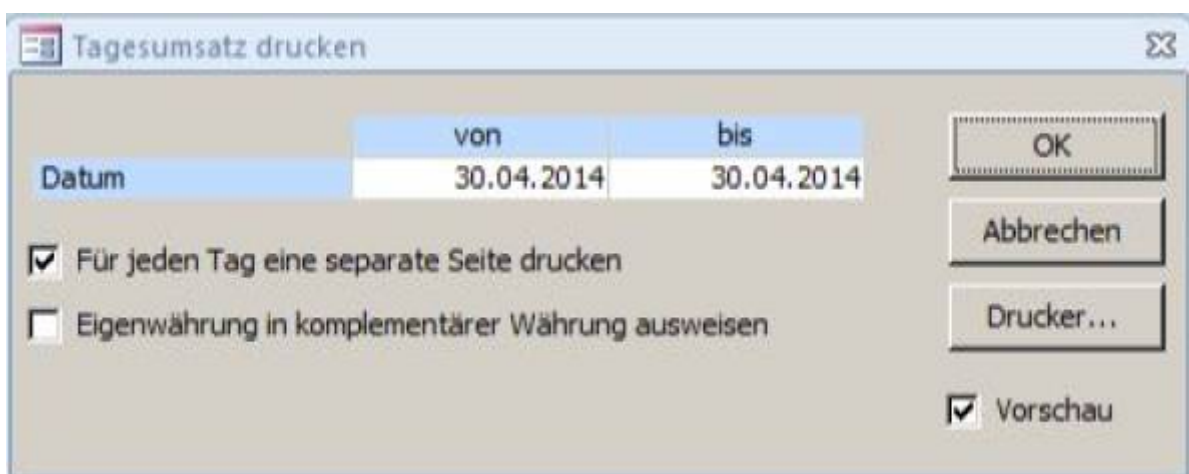 Tagesumsatz drucken
von bis
Datum 30.04.2014 30.04.2014
OK
Abbrechen
Für jeden Tag eine separate Seite drucken
Eigenwährung in komplementärer Währung ausweisen
Drucker...
Vorschau